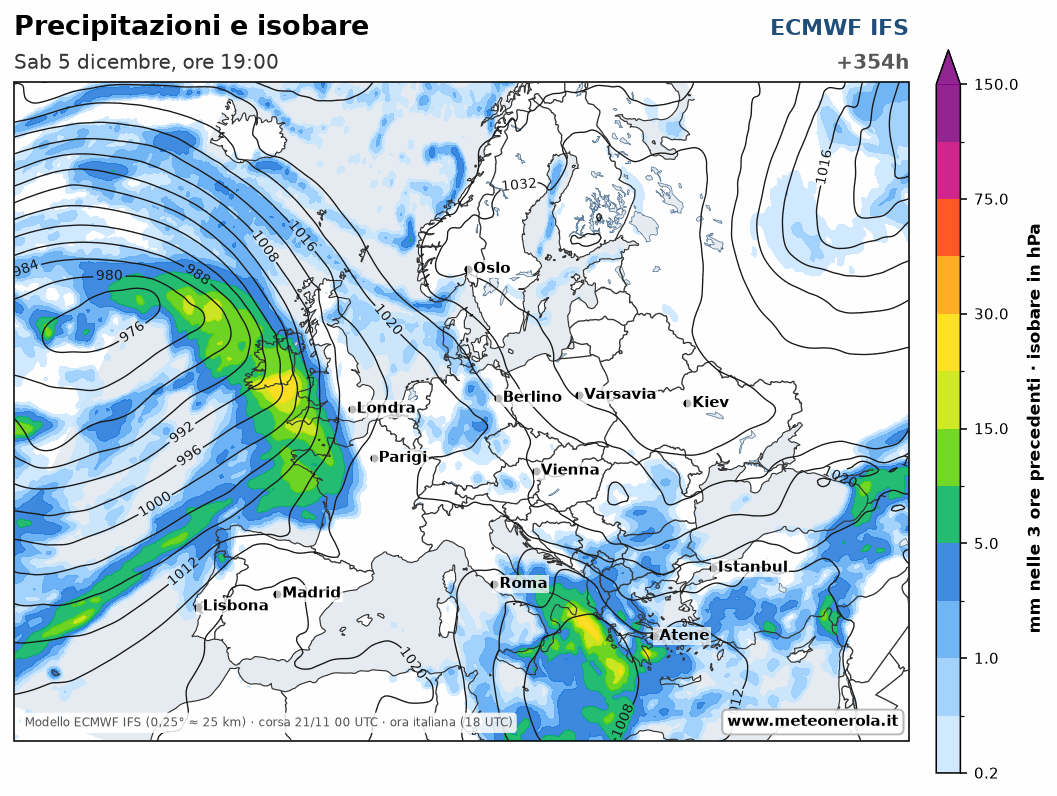 Precipitazioni e isobare
ECMWF IFS
Sab 5 dicembre, ore 19:00
+354h
150.0
75.0
30.0
15.0
5.0
1.0
0.2
mm nelle 3 ore precedenti · isobare in hPa
1016
1032
1016
1008
984
980
988
976
1020
Oslo
Londra
Berlino
Varsavia
Kiev
992
Parigi
996
Vienna
1020
1000
1012
Istanbul
Roma
Madrid
Lisbona
Atene
1020
1012
1008
Modello ECMWF IFS (0,25° ≈ 25 km) · corsa 21/11 00 UTC · ora italiana (18 UTC)
www.meteonerola.it